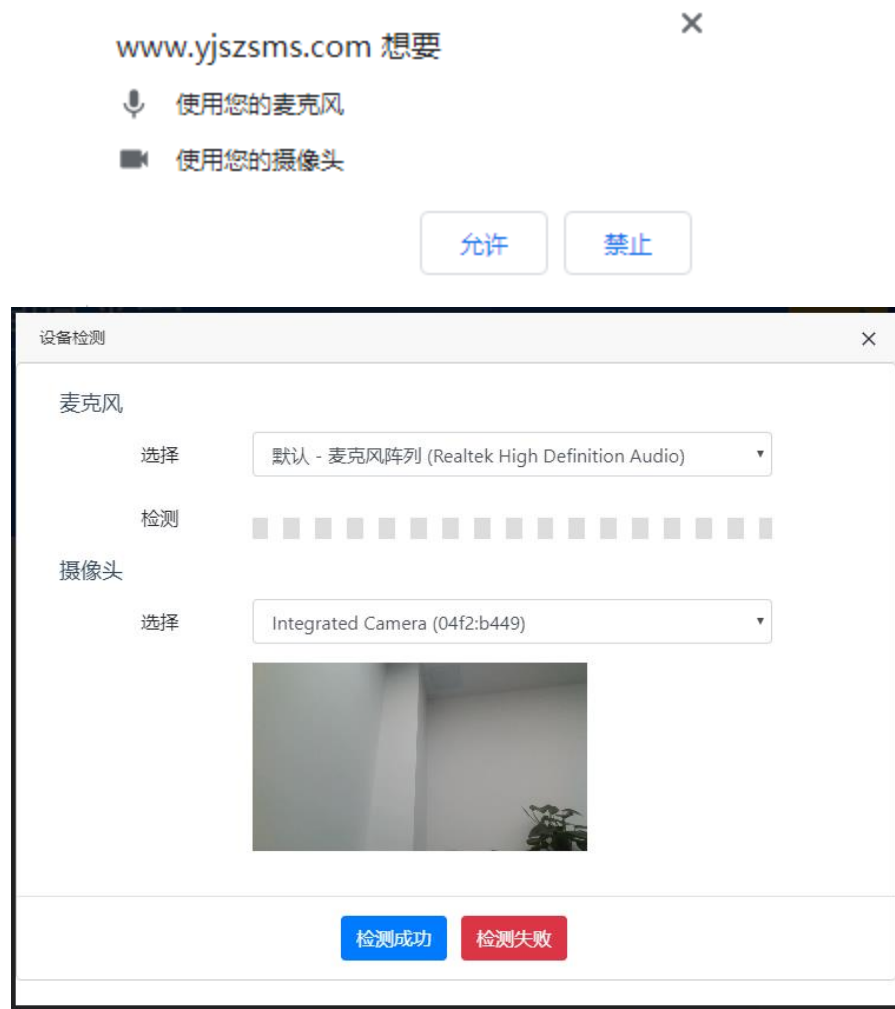 www.yjszsms.com 想要
使用您的麦克风
使用您的摄像头
允许 禁止
设备检测
麦克风
选择 默认 - 麦克风阵列 (Realtek High Definition Audio)
检测
摄像头
选择 Integrated Camera (04f2:b449)
检测成功 检测失败